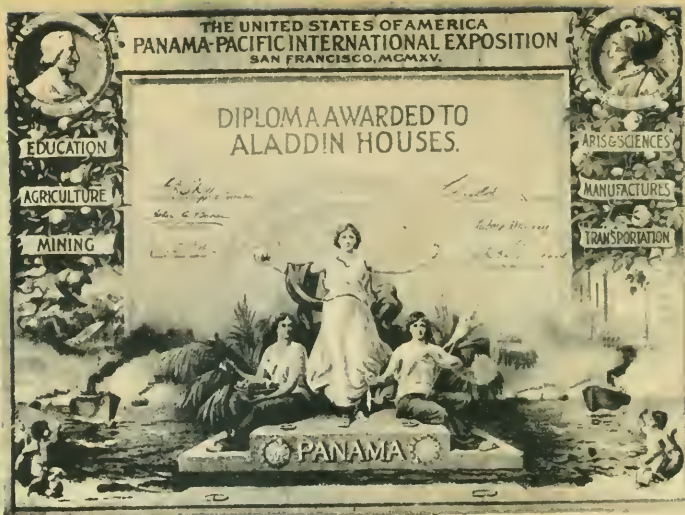 THE UNITED STATES OF AMERICA
PANAMA-PACIFIC INTERNATIONAL EXPOSITION
SAN FRANCISCO, MCMXV.
DIPLOMA AWARDED TO
ALADDIN HOUSES.
EDUCATION
AGRICULTURE
MINING
ARTS & SCIENCES
MANUFACTURES
TRANSPORTATION
PANAMA